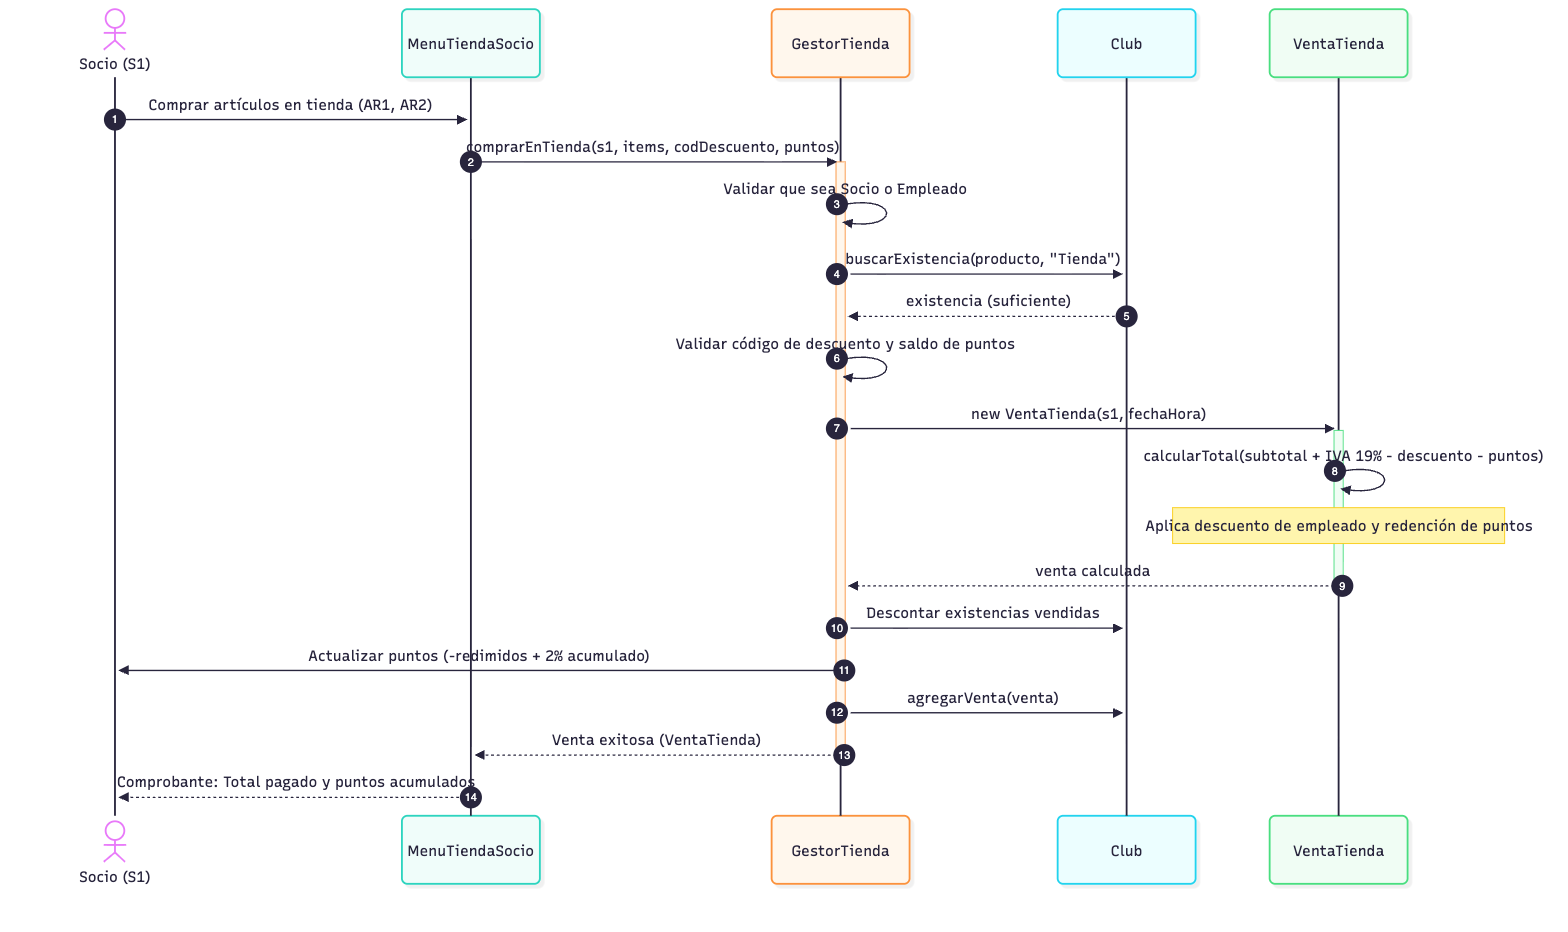 Socio (S1)
MenuTiendaSocio
GestorTienda
Club
VentaTienda
1
Comprar artículos en tienda (AR1, AR2)
2
comprarEnTienda(s1, items, codDescuento, puntos)
3
Validar que sea Socio o Empleado
4
buscarExistencia(producto, "Tienda")
5
existencia (suficiente)
6
Validar código de descuento y saldo de puntos
7
new VentaTienda(s1, fechaHora)
8
calcularTotal(subtotal + IVA 19% - descuento - puntos)
Aplica descuento de empleado y redención de puntos
9
venta calculada
10
Descontar existencias vendidas
11
Actualizar puntos (-redimidos + 2% acumulado)
12
agregarVenta(venta)
13
Venta exitosa (VentaTienda)
14
Comprobante: Total pagado y puntos acumulados
Socio (S1)
MenuTiendaSocio
GestorTienda
Club
VentaTienda